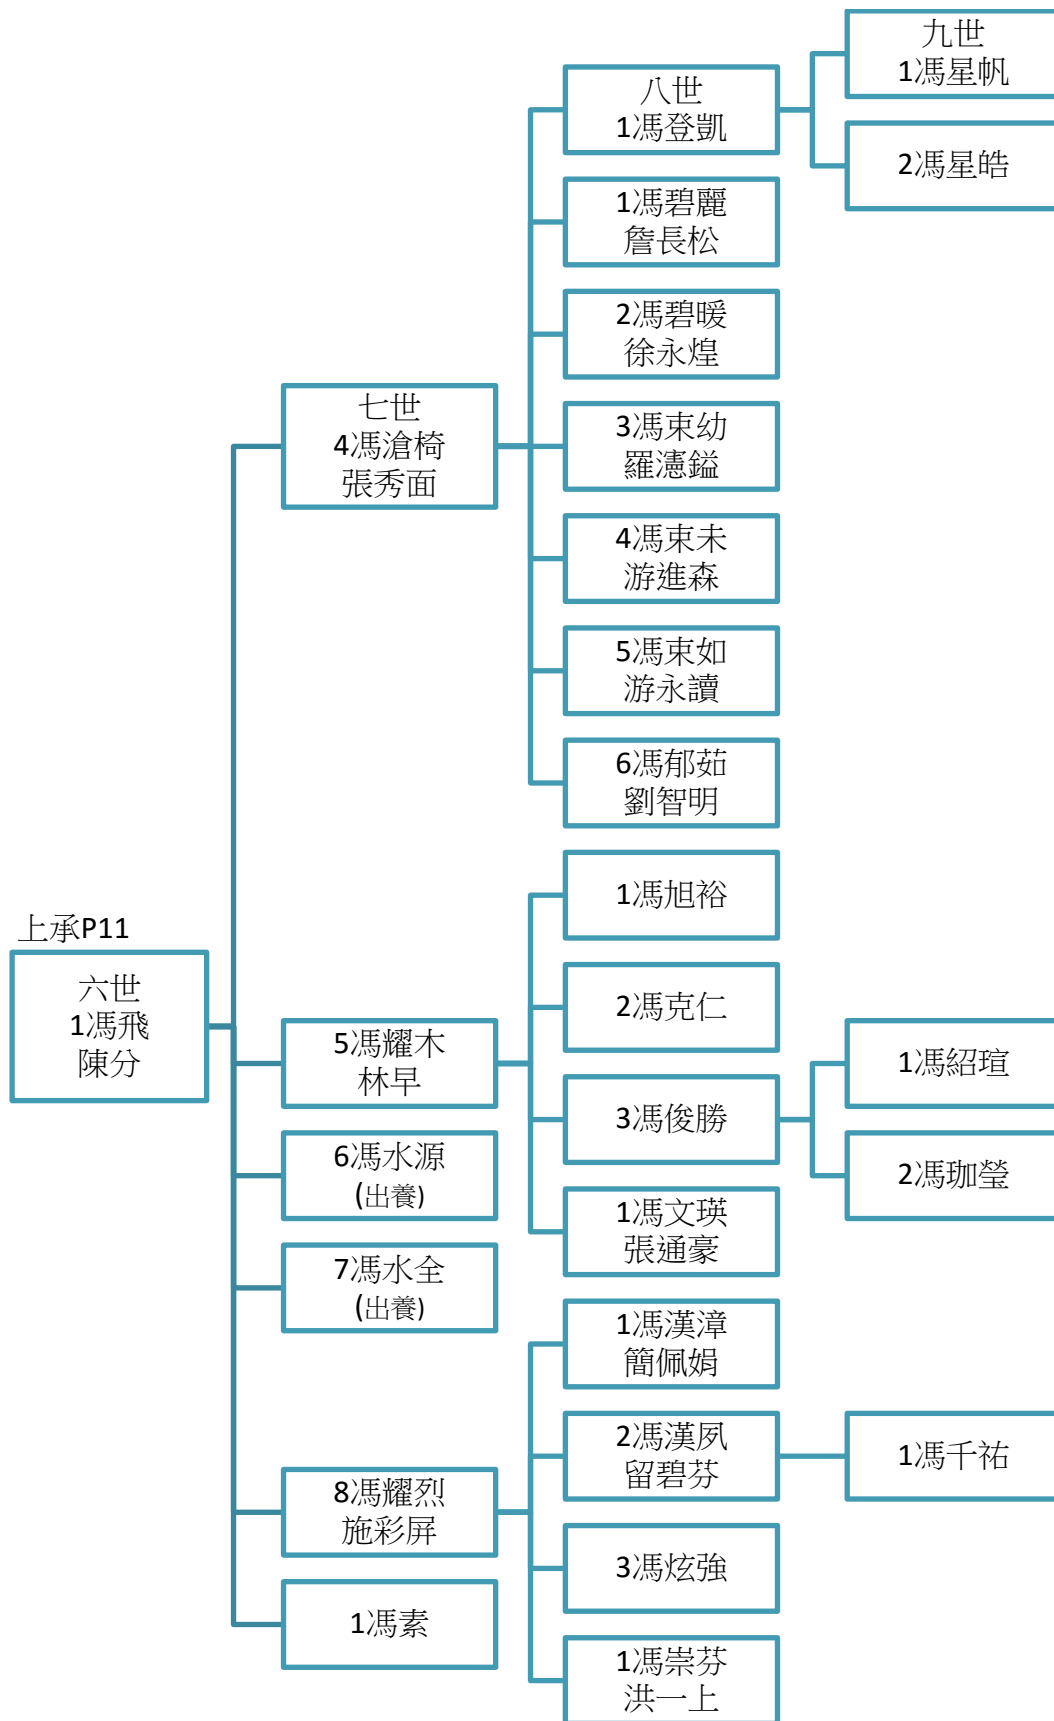 九世
1馮星帆
八世
1馮登凱
2馮星皓
1馮碧麗
詹長松
2馮碧暖
徐永煌
七世
4馮滄椅
張秀面
3馮束幼
羅濾鎰
4馮束未
游進森
5馮束如
游永讀
6馮郁茹
劉智明
上承P11
六世
1馮飛
陳分
5馮耀木
林早
1馮旭裕
2馮克仁
3馮俊勝
1馮紹瑄
2馮珈瑩
6馮水源
(出養)
1馮文瑛
張通豪
7馮水全
(出養)
1馮漢漳
簡佩娟
8馮耀烈
施彩屏
2馮漢夙
留碧芬
1馮千祐
3馮炫強
1馮素
1馮崇芬
洪一上